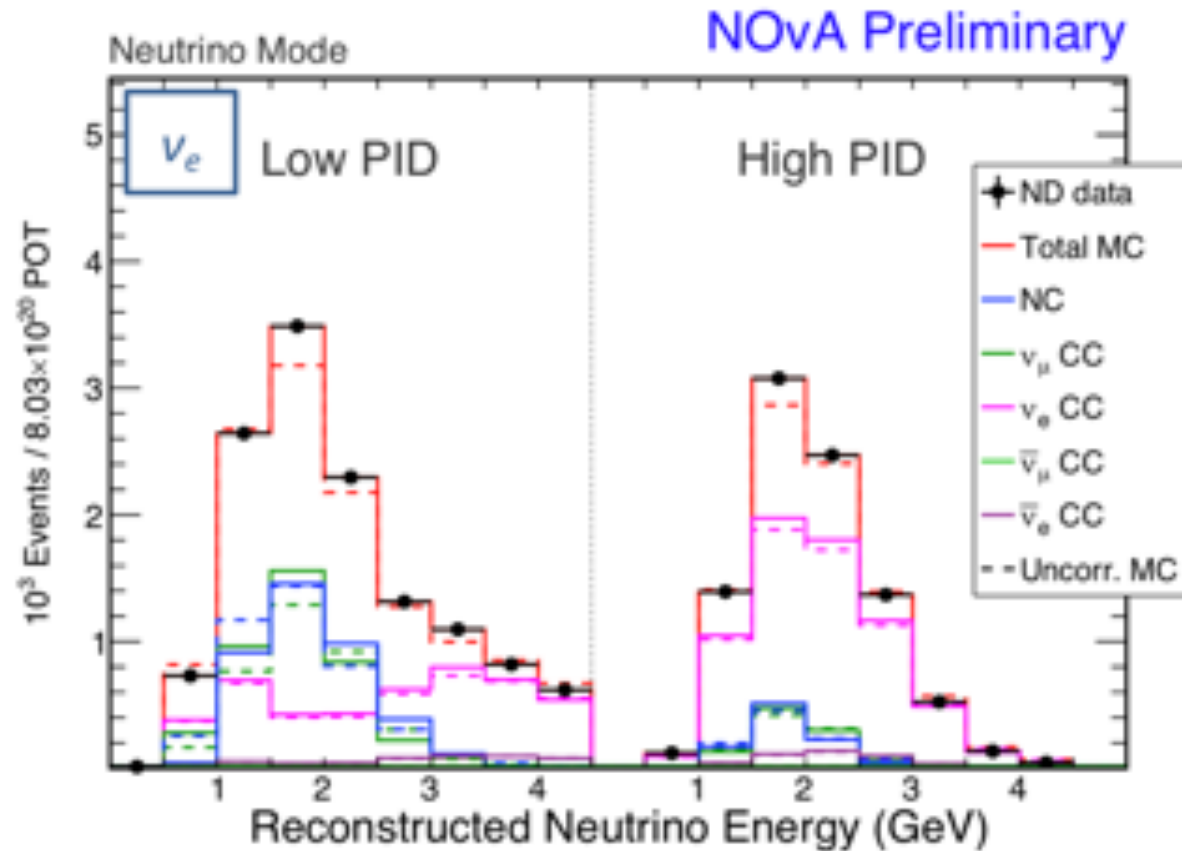 NOvA Preliminary
Neutrino Mode
νₑ
Low PID
High PID
5
4
3
2
1
10³ Events / 8.03×10²⁰ POT
ND data
Total MC
NC
ν_μ CC
νₑ CC
ν̅_μ CC
ν̅ₑ CC
Uncorr. MC
1 2 3 4 1 2 3 4
Reconstructed Neutrino Energy (GeV)